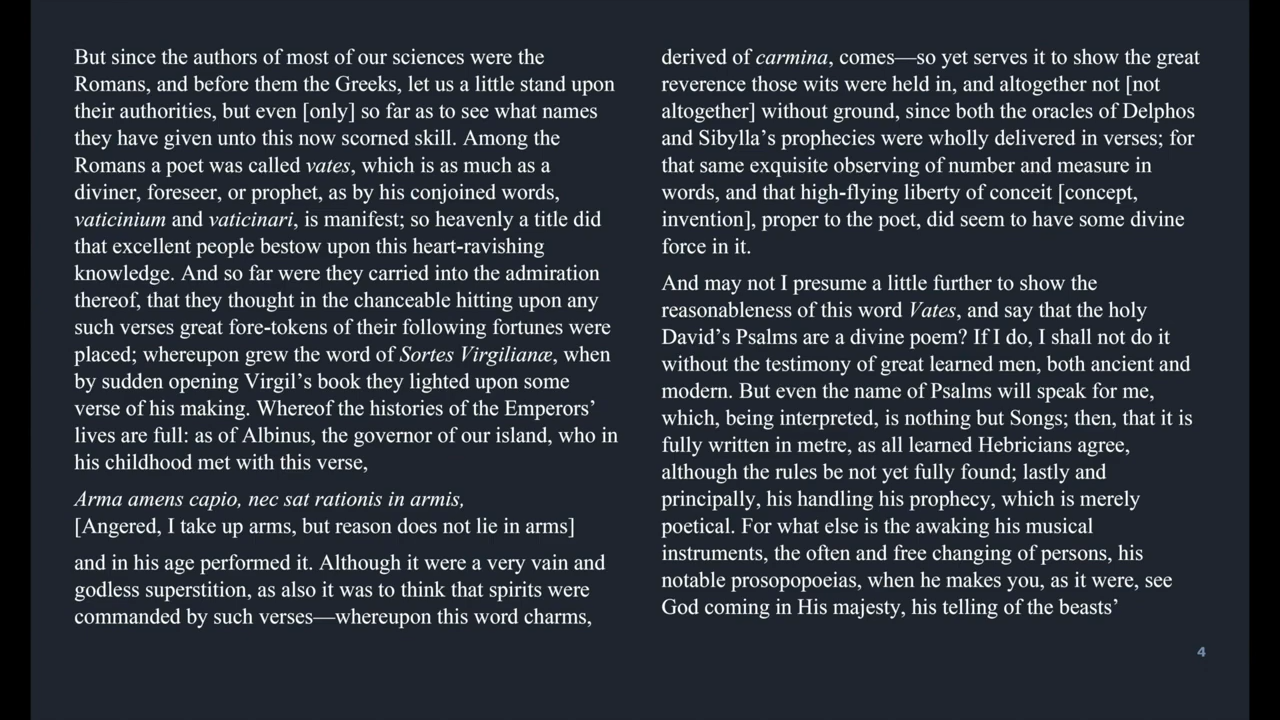 But since the authors of most of our sciences were the
Romans, and before them the Greeks, let us a little stand upon
their authorities, but even [only] so far as to see what names
they have given unto this now scorned skill. Among the
Romans a poet was called vates, which is as much as a
diviner, foreseer, or prophet, as by his conjoined words,
vaticinium and vaticinari, is manifest; so heavenly a title did
that excellent people bestow upon this heart-ravishing
knowledge. And so far were they carried into the admiration
thereof, that they thought in the chanceable hitting upon any
such verses great fore-tokens of their following fortunes were
placed; whereupon grew the word of Sortes Virgilianæ, when
by sudden opening Virgil’s book they lighted upon some
verse of his making. Whereof the histories of the Emperors’
lives are full: as of Albinus, the governor of our island, who in
his childhood met with this verse,
Arma amens capio, nec sat rationis in armis,
[Angered, I take up arms, but reason does not lie in arms]
and in his age performed it. Although it were a very vain and
godless superstition, as also it was to think that spirits were
commanded by such verses—whereupon this word charms,
derived of carmina, comes—so yet serves it to show the great
reverence those wits were held in, and altogether not [not
altogether] without ground, since both the oracles of Delphos
and Sibylla’s prophecies were wholly delivered in verses; for
that same exquisite observing of number and measure in
words, and that high-flying liberty of conceit [concept,
invention], proper to the poet, did seem to have some divine
force in it.
And may not I presume a little further to show the
reasonableness of this word Vates, and say that the holy
David’s Psalms are a divine poem? If I do, I shall not do it
without the testimony of great learned men, both ancient and
modern. But even the name of Psalms will speak for me,
which, being interpreted, is nothing but Songs; then, that it is
fully written in metre, as all learned Hebricians agree,
although the rules be not yet fully found; lastly and
principally, his handling his prophecy, which is merely
poetical. For what else is the awaking his musical
instruments, the often and free changing of persons, his
notable prosopopoeias, when he makes you, as it were, see
God coming in His majesty, his telling of the beasts’
4